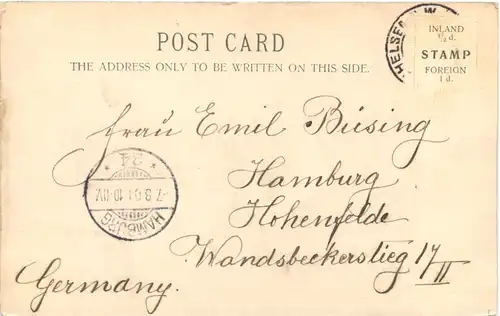 POST CARD
THE ADDRESS ONLY TO BE WRITTEN ON THIS SIDE.
INLAND
½ d.
STAMP
FOREIGN
1 d.
Frau Emil Büsing
Hamburg
Hohenfelde
Wandsbeckerstieg 17/II
Germany.
HAMBURG